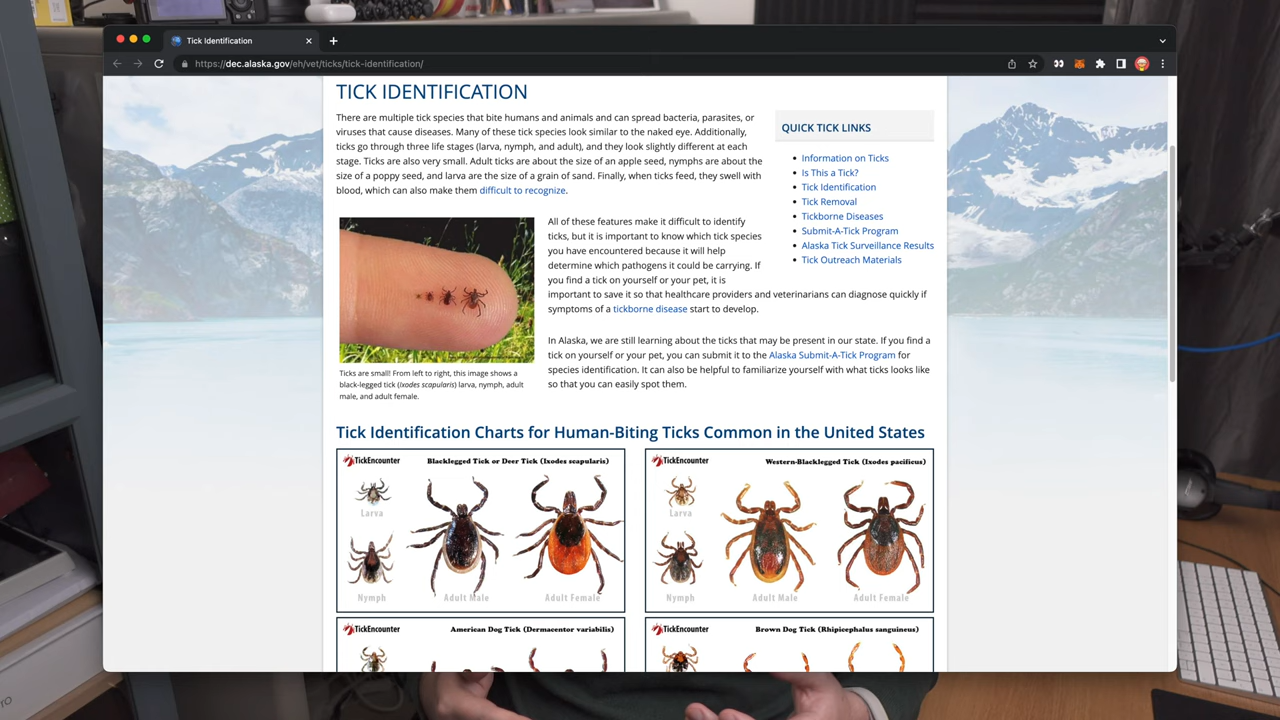 Tick Identification
https://dec.alaska.gov/eh/vet/ticks/tick-identification/
TICK IDENTIFICATION
There are multiple tick species that bite humans and animals and can spread bacteria, parasites, or
viruses that cause diseases. Many of these tick species look similar to the naked eye. Additionally,
ticks go through three life stages (larva, nymph, and adult), and they look slightly different at each
stage. Ticks are also very small. Adult ticks are about the size of an apple seed, nymphs are about the
size of a poppy seed, and larva are the size of a grain of sand. Finally, when ticks feed, they swell with
blood, which can also make them difficult to recognize.
QUICK TICK LINKS
Information on Ticks
Is This a Tick?
Tick Identification
Tick Removal
Tickborne Diseases
Submit-A-Tick Program
Alaska Tick Surveillance Results
Tick Outreach Materials
All of these features make it difficult to identify
ticks, but it is important to know which tick species
you have encountered because it will help
determine which pathogens it could be carrying. If
you find a tick on yourself or your pet, it is
important to save it so that healthcare providers and veterinarians can diagnose quickly if
symptoms of a tickborne disease start to develop.
Ticks are small! From left to right, this image shows a
black-legged tick (Ixodes scapularis) larva, nymph, adult
male, and adult female.
In Alaska, we are still learning about the ticks that may be present in our state. If you find a
tick on yourself or your pet, you can submit it to the Alaska Submit-A-Tick Program for
species identification. It can also be helpful to familiarize yourself with what ticks looks like
so that you can easily spot them.
Tick Identification Charts for Human-Biting Ticks Common in the United States
TickEncounter
Blacklegged Tick or Deer Tick (Ixodes scapularis)
Larva
Nymph
Adult Male
Adult Female
TickEncounter
Western-Blacklegged Tick (Ixodes pacificus)
Larva
Nymph
Adult Male
Adult Female
TickEncounter
American Dog Tick (Dermacentor variabilis)
TickEncounter
Brown Dog Tick (Rhipicephalus sanguineus)